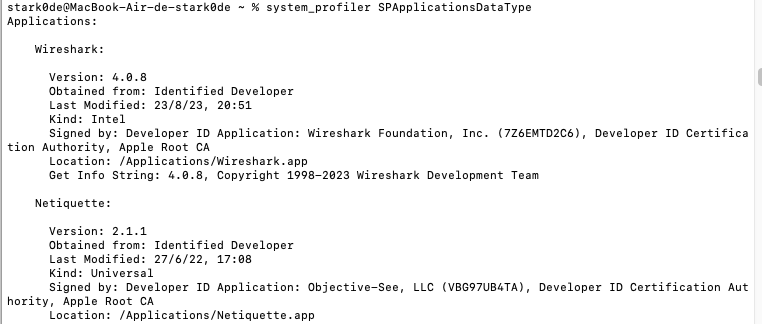 stark0de@MacBook-Air-de-stark0de ~ % system_profiler SPApplicationsDataType
Applications:
Wireshark:
Version: 4.0.8
Obtained from: Identified Developer
Last Modified: 23/8/23, 20:51
Kind: Intel
Signed by: Developer ID Application: Wireshark Foundation, Inc. (7Z6EMTD2C6), Developer ID Certifica
tion Authority, Apple Root CA
Location: /Applications/Wireshark.app
Get Info String: 4.0.8, Copyright 1998-2023 Wireshark Development Team
Netiquette:
Version: 2.1.1
Obtained from: Identified Developer
Last Modified: 27/6/22, 17:08
Kind: Universal
Signed by: Developer ID Application: Objective-See, LLC (VBG97UB4TA), Developer ID Certification Aut
hority, Apple Root CA
Location: /Applications/Netiquette.app